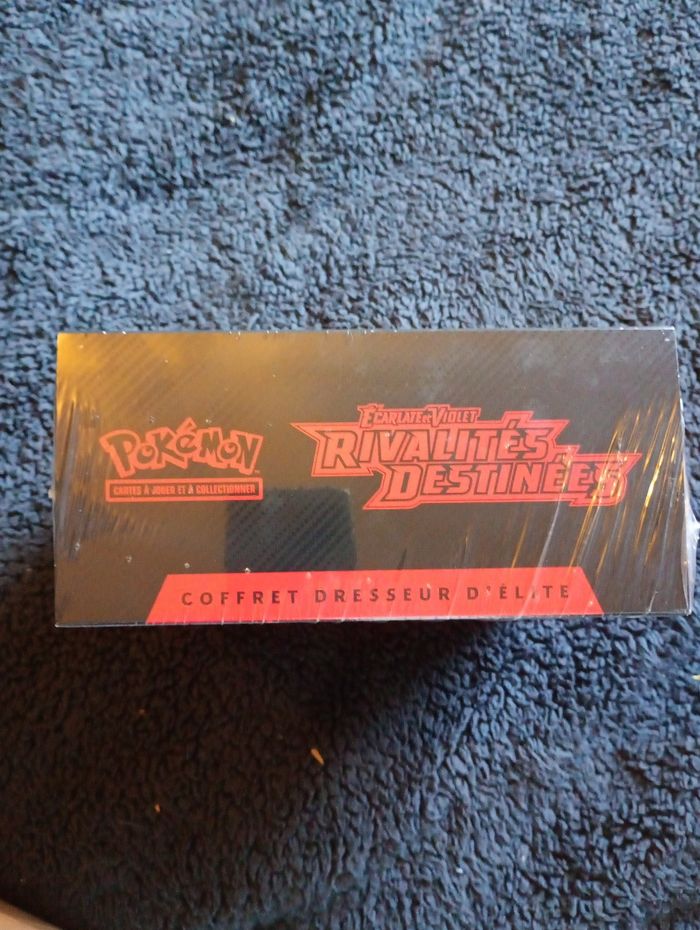 Pokémon
CARTES À JOUER ET À COLLECTIONNER
ÉCARLATE ET VIOLET
RIVALITÉS
DESTINÉES
COFFRET DRESSEUR D'ÉLITE